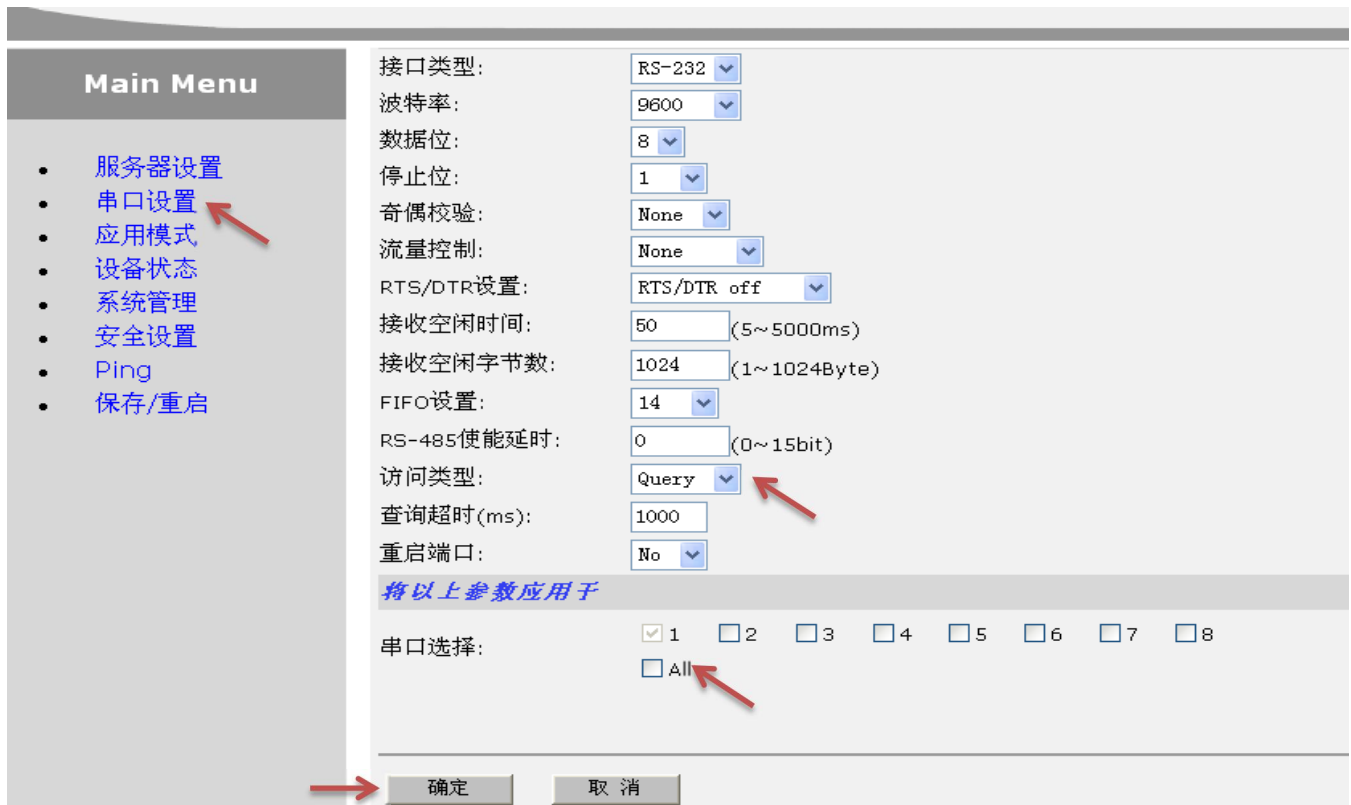 Main Menu
服务器设置
串口设置
应用模式
设备状态
系统管理
安全设置
Ping
保存/重启
接口类型: RS-232
波特率: 9600
数据位: 8
停止位: 1
奇偶校验: None
流量控制: None
RTS/DTR设置: RTS/DTR off
接收空闲时间: 50 (5~5000ms)
接收空闲字节数: 1024 (1~1024Byte)
FIFO设置: 14
RS-485使能延时: 0 (0~15bit)
访问类型: Query
查询超时(ms): 1000
重启端口: No
将以上参数应用于
串口选择: 1 2 3 4 5 6 7 8
All
确定 取 消